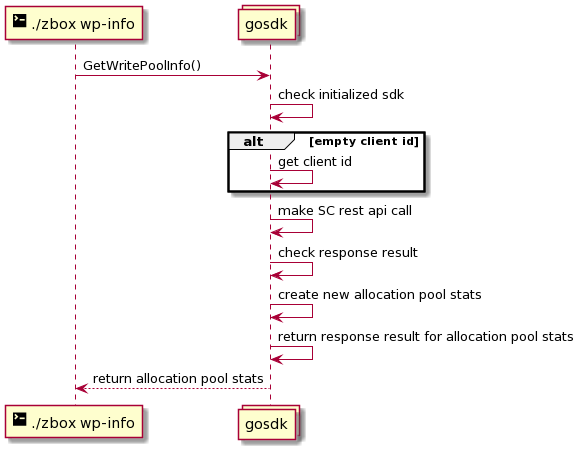 ./zbox wp-info
gosdk
GetWritePoolInfo()
check initialized sdk
alt [empty client id]
get client id
make SC rest api call
check response result
create new allocation pool stats
return response result for allocation pool stats
return allocation pool stats
./zbox wp-info
gosdk